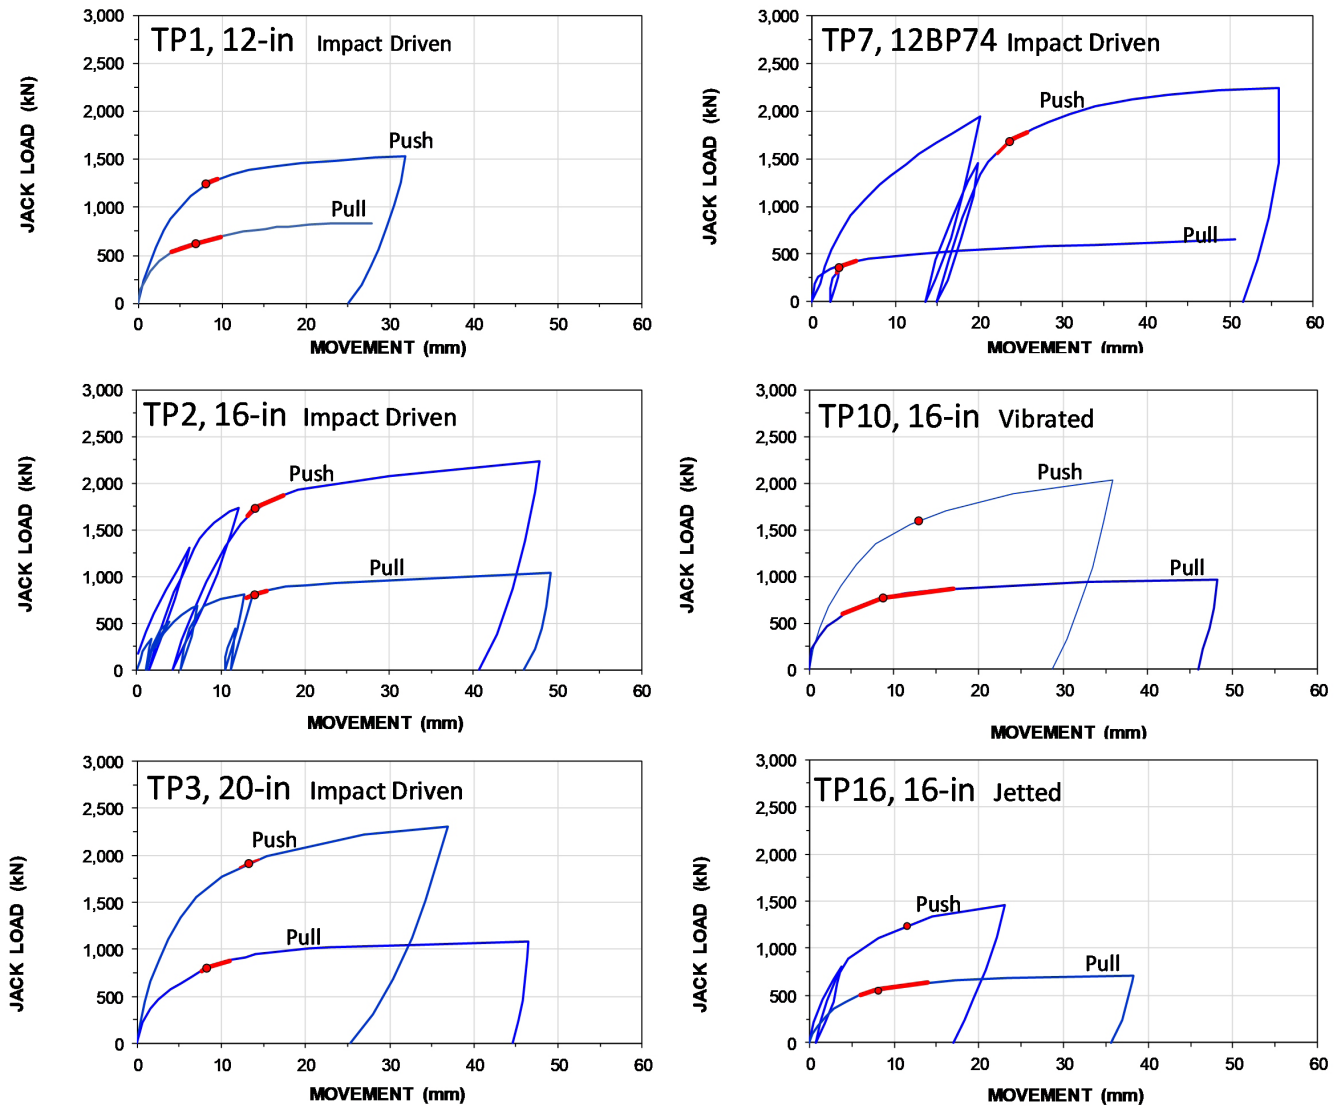 TP1, 12-in Impact Driven
JACK LOAD (kN)
3,000
2,500
2,000
1,500
1,000
500
0
Push
Pull
0 10 20 30 40 50 60
MOVEMENT (mm)
TP7, 12BP74 Impact Driven
JACK LOAD (kN)
3,000
2,500
2,000
1,500
1,000
500
0
Push
Pull
0 10 20 30 40 50 60
MOVEMENT (mm)
TP2, 16-in Impact Driven
JACK LOAD (kN)
3,000
2,500
2,000
1,500
1,000
500
0
Push
Pull
0 10 20 30 40 50 60
MOVEMENT (mm)
TP10, 16-in Vibrated
JACK LOAD (kN)
3,000
2,500
2,000
1,500
1,000
500
0
Push
Pull
0 10 20 30 40 50 60
MOVEMENT (mm)
TP3, 20-in Impact Driven
JACK LOAD (kN)
3,000
2,500
2,000
1,500
1,000
500
0
Push
Pull
0 10 20 30 40 50 60
MOVEMENT (mm)
TP16, 16-in Jetted
JACK LOAD (kN)
3,000
2,500
2,000
1,500
1,000
500
0
Push
Pull
0 10 20 30 40 50 60
MOVEMENT (mm)